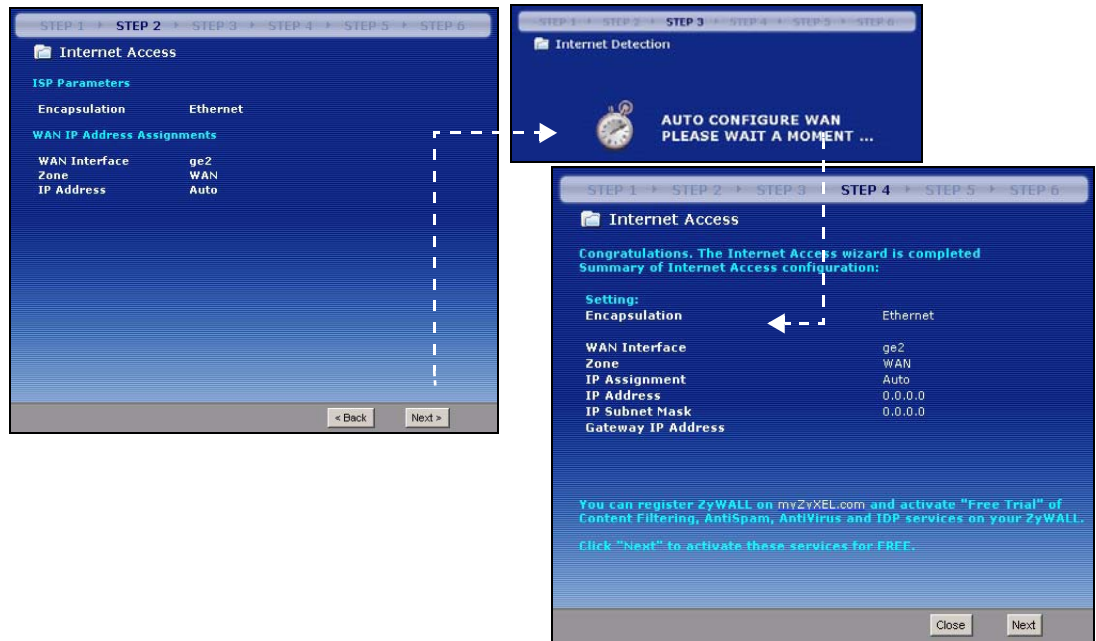 STEP 1 STEP 2 STEP 3 STEP 4 STEP 5 STEP 6
Internet Access
ISP Parameters
Encapsulation Ethernet
WAN IP Address Assignments
WAN Interface ge2
Zone WAN
IP Address Auto
< Back Next >
STEP 1 STEP 2 STEP 3 STEP 4 STEP 5 STEP 6
Internet Detection
AUTO CONFIGURE WAN
PLEASE WAIT A MOMENT ...
STEP 1 STEP 2 STEP 3 STEP 4 STEP 5 STEP 6
Internet Access
Congratulations. The Internet Access wizard is completed
Summary of Internet Access configuration:
Setting:
Encapsulation Ethernet
WAN Interface ge2
Zone WAN
IP Assignment Auto
IP Address 0.0.0.0
IP Subnet Mask 0.0.0.0
Gateway IP Address
You can register ZyWALL on myZyXEL.com and activate "Free Trial" of
Content Filtering, AntiSpam, AntiVirus and IDP services on your ZyWALL.
Click "Next" to activate these services for FREE.
Close Next